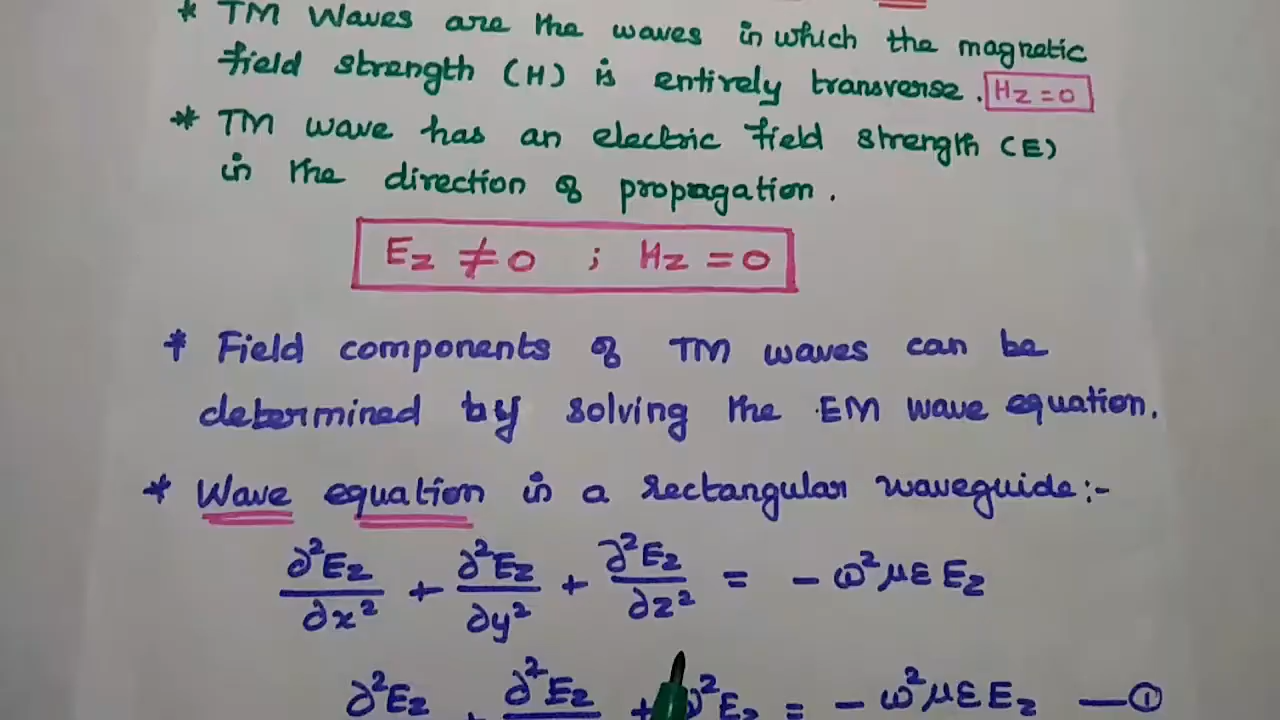 * TM Waves are the waves in which the magnetic
field strength (H) is entirely transverse. Hz = 0
* TM wave has an electric field strength (E)
in the direction of propagation.
Ez ≠ 0 ; Hz = 0
* Field components of TM waves can be
determined by solving the EM wave equation.
* Wave equation in a rectangular waveguide:-
∂²Ez/∂x² + ∂²Ez/∂y² + ∂²Ez/∂z² = - ω²με Ez
∂²Ez + ∂²Ez + ²Ez = - ω²με Ez — ①